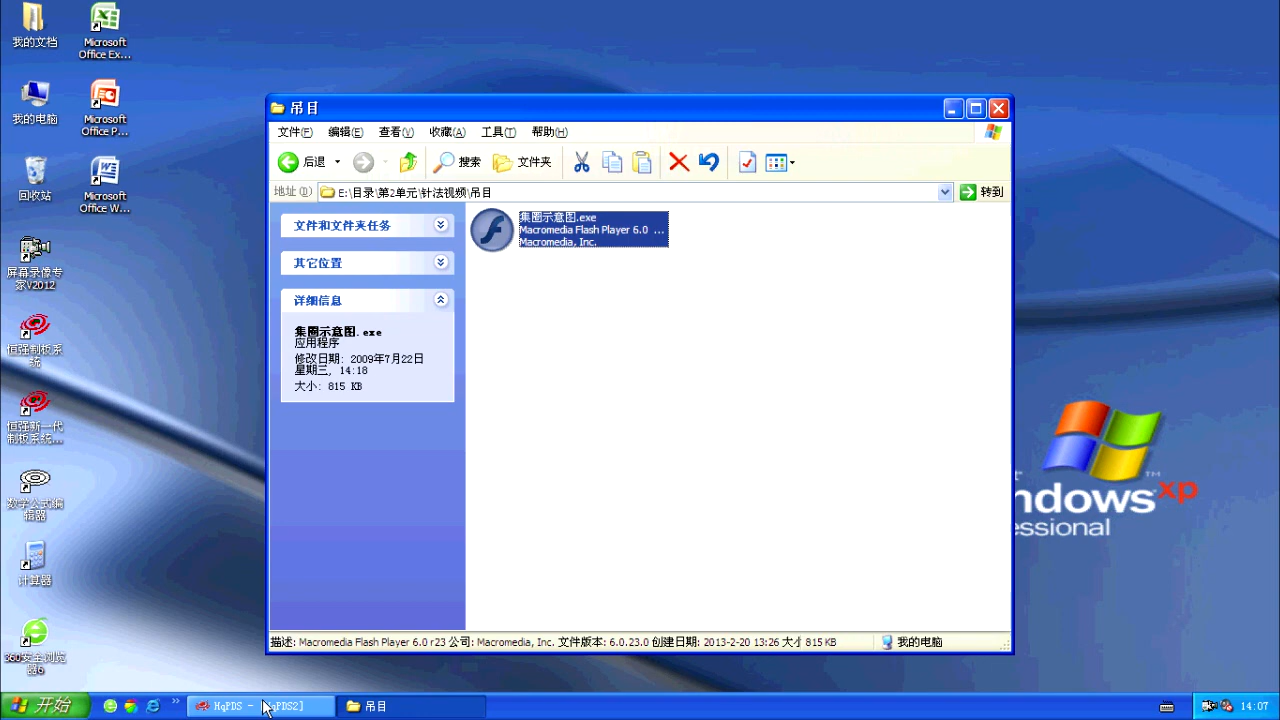 我的文档
Microsoft
Office Ex...
我的电脑
Microsoft
Office P...
回收站
Microsoft
Office W...
屏幕录像专
家V2012
恒强制板系
统
恒强新一代
制板系统...
数学公式编
辑器
计算器
360安全浏览
器6
吊目
文件(F) 编辑(E) 查看(V) 收藏(A) 工具(T) 帮助(H)
后退 搜索 文件夹
地址(D) E:\目录\第2单元\针法视频\吊目 转到
文件和文件夹任务
其它位置
详细信息
集圈示意图.exe
应用程序
修改日期: 2009年7月22日
星期三, 14:18
大小: 815 KB
集圈示意图.exe
Macromedia Flash Player 6.0 ...
Macromedia, Inc.
描述: Macromedia Flash Player 6.0 r23 公司: Macromedia, Inc. 文件版本: 6.0.23.0 创建日期: 2013-2-20 13:26 大小 815 KB 我的电脑
ndows xp
TM
essional
开始 HqPDS - qPDS2] 吊目 14:07